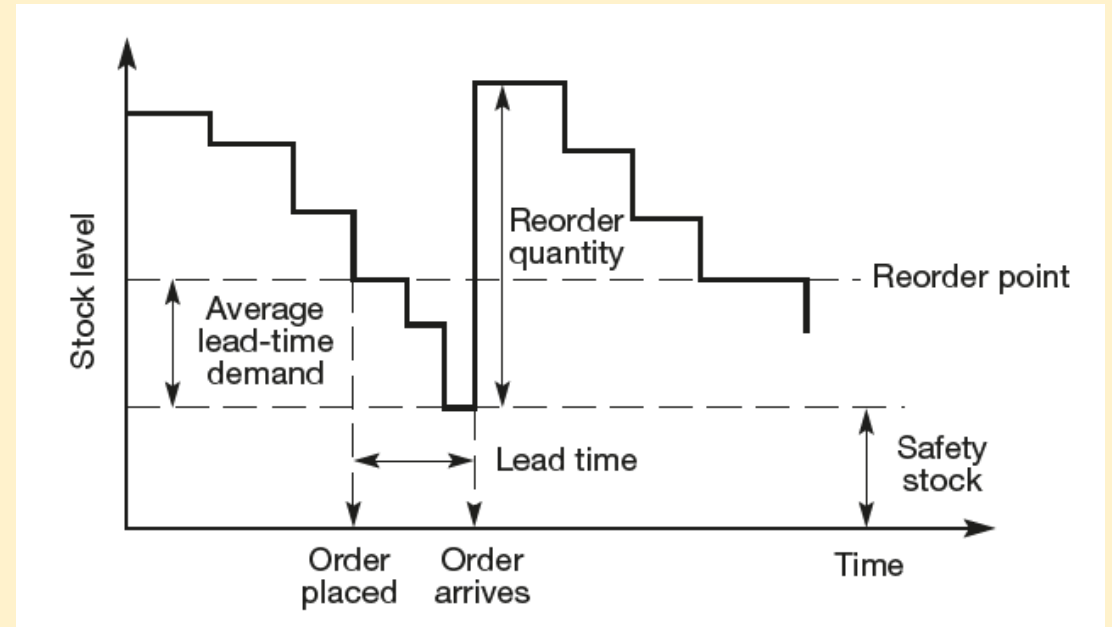 Stock level
Reorder
quantity
Reorder point
Average
lead-time
demand
Lead time
Safety
stock
Order
placed
Order
arrives
Time